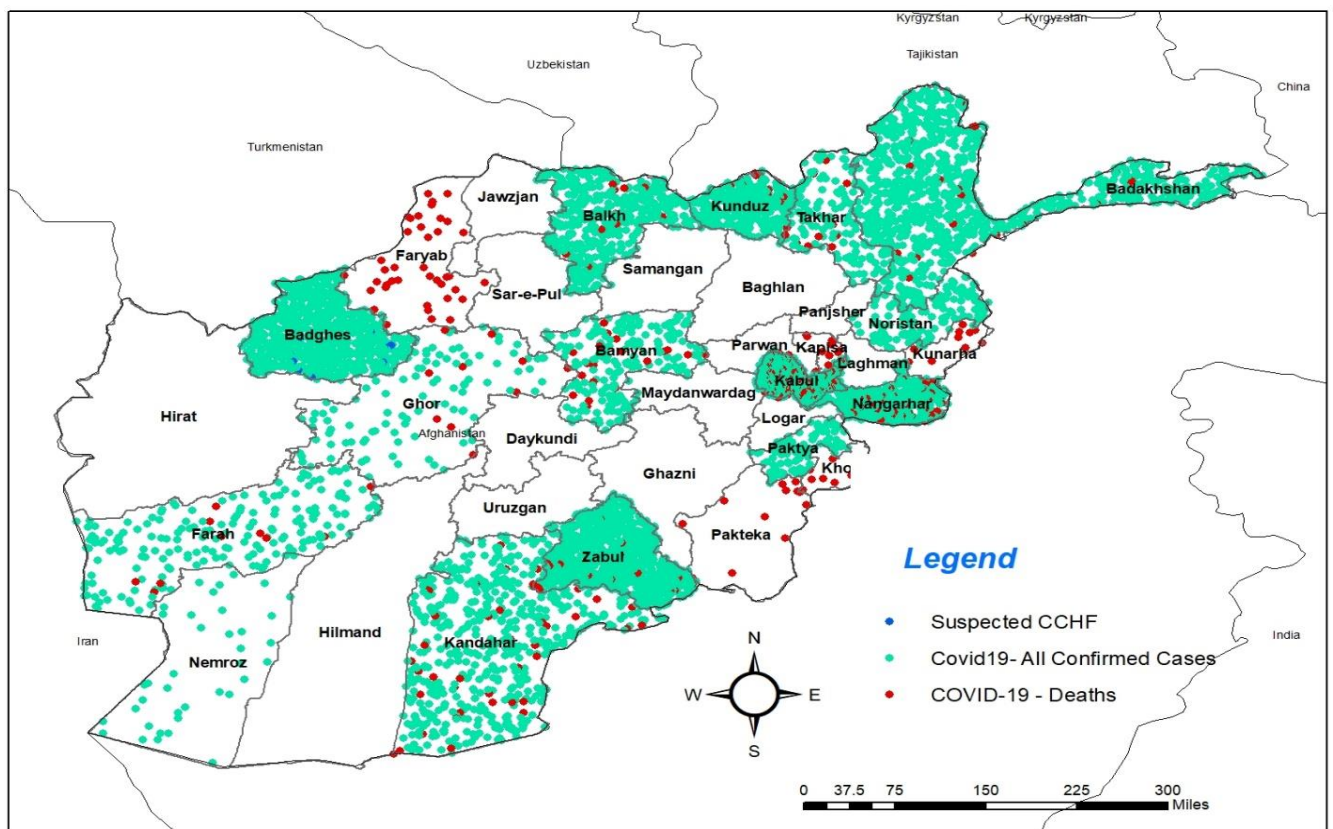 Kyrgyzstan Kyrgyzstan
Tajikistan
Uzbekistan
China
Turkmenistan
Badakhshan
Jawzjan
Balkh
Kunduz
Takhar
Faryab
Samangan
Sar-e-Pul
Baghlan
Panjsher
Noristan
Badghes
Parwan
Kapisa
Kunarha
Bamyan
Laghman
Kabul
Maydanwardag
Nangarhar
Ghor
Hirat
Logar
Afghanistan
Daykundi
Paktya
Kho
Ghazni
Uruzgan
Farah
Pakteka
Zabul
Legend
Suspected CCHF
Hilmand
Iran
India
Kandahar
Covid19- All Confirmed Cases
Nemroz
COVID-19 - Deaths
N
W E
S
0 37.5 75 150 225 300
Miles